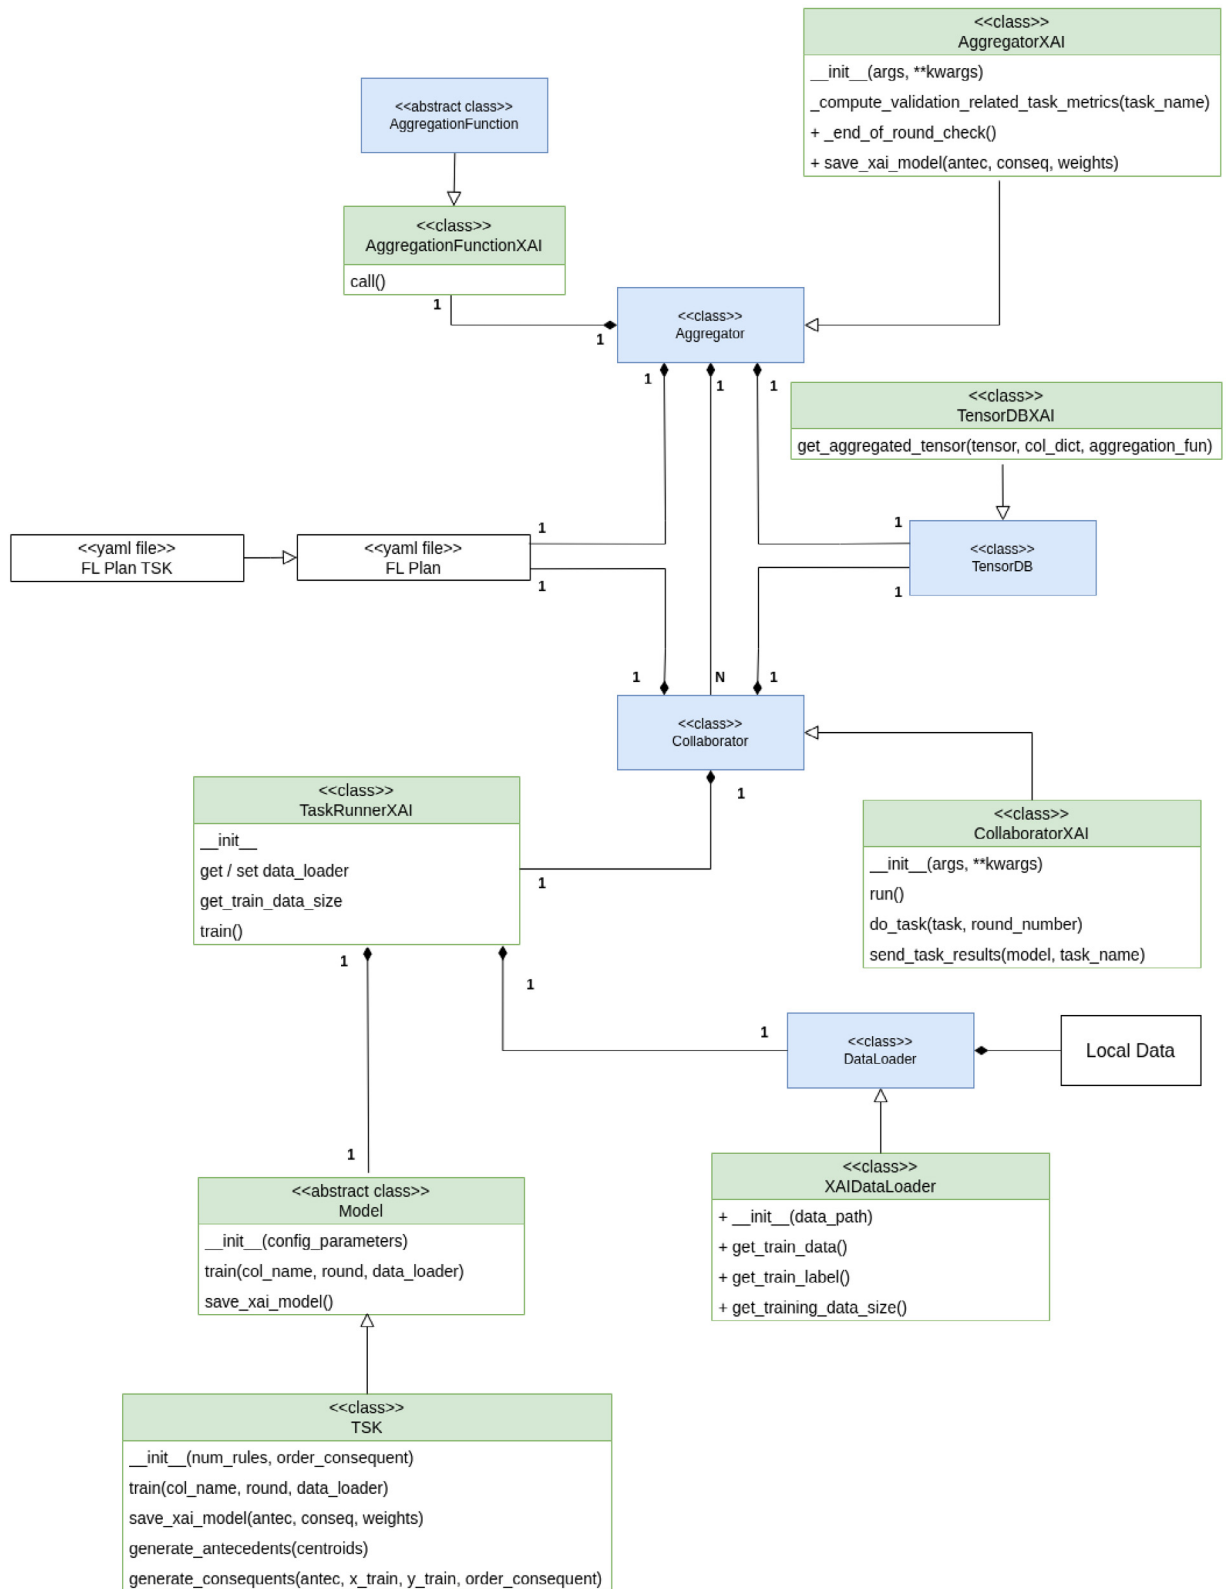 <<class>>
AggregatorXAI
__init__(args, **kwargs)
_compute_validation_related_task_metrics(task_name)
+ _end_of_round_check()
+ save_xai_model(antec, conseq, weights)
<<abstract class>>
AggregationFunction
<<class>>
AggregationFunctionXAI
call()
1
1
<<class>>
Aggregator
1
1
1
<<class>>
TensorDBXAI
get_aggregated_tensor(tensor, col_dict, aggregation_fun)
<<yaml file>>
FL Plan TSK
<<yaml file>>
FL Plan
1
1
1
1
<<class>>
TensorDB
1
N
1
<<class>>
Collaborator
1
<<class>>
TaskRunnerXAI
__init__
get / set data_loader
get_train_data_size
train()
1
<<class>>
CollaboratorXAI
__init__(args, **kwargs)
run()
do_task(task, round_number)
send_task_results(model, task_name)
1
1
1
<<class>>
DataLoader
Local Data
1
<<abstract class>>
Model
__init__(config_parameters)
train(col_name, round, data_loader)
save_xai_model()
<<class>>
XAIDataLoader
+ __init__(data_path)
+ get_train_data()
+ get_train_label()
+ get_training_data_size()
<<class>>
TSK
__init__(num_rules, order_consequent)
train(col_name, round, data_loader)
save_xai_model(antec, conseq, weights)
generate_antecedents(centroids)
generate_consequents(antec, x_train, y_train, order_consequent)